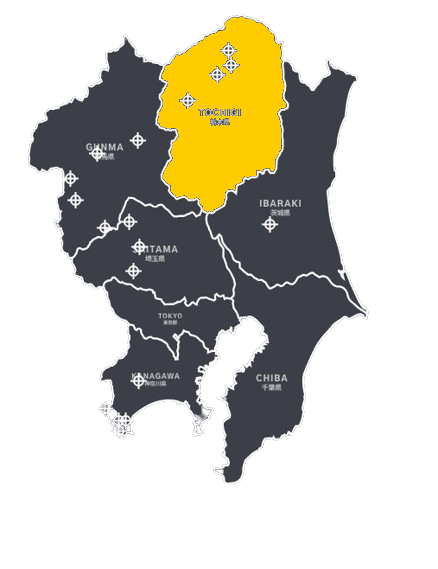 TOCHIGI
栃木県
GUNMA
群馬県
IBARAKI
茨城県
SAITAMA
埼玉県
TOKYO
東京都
KANAGAWA
神奈川県
CHIBA
千葉県